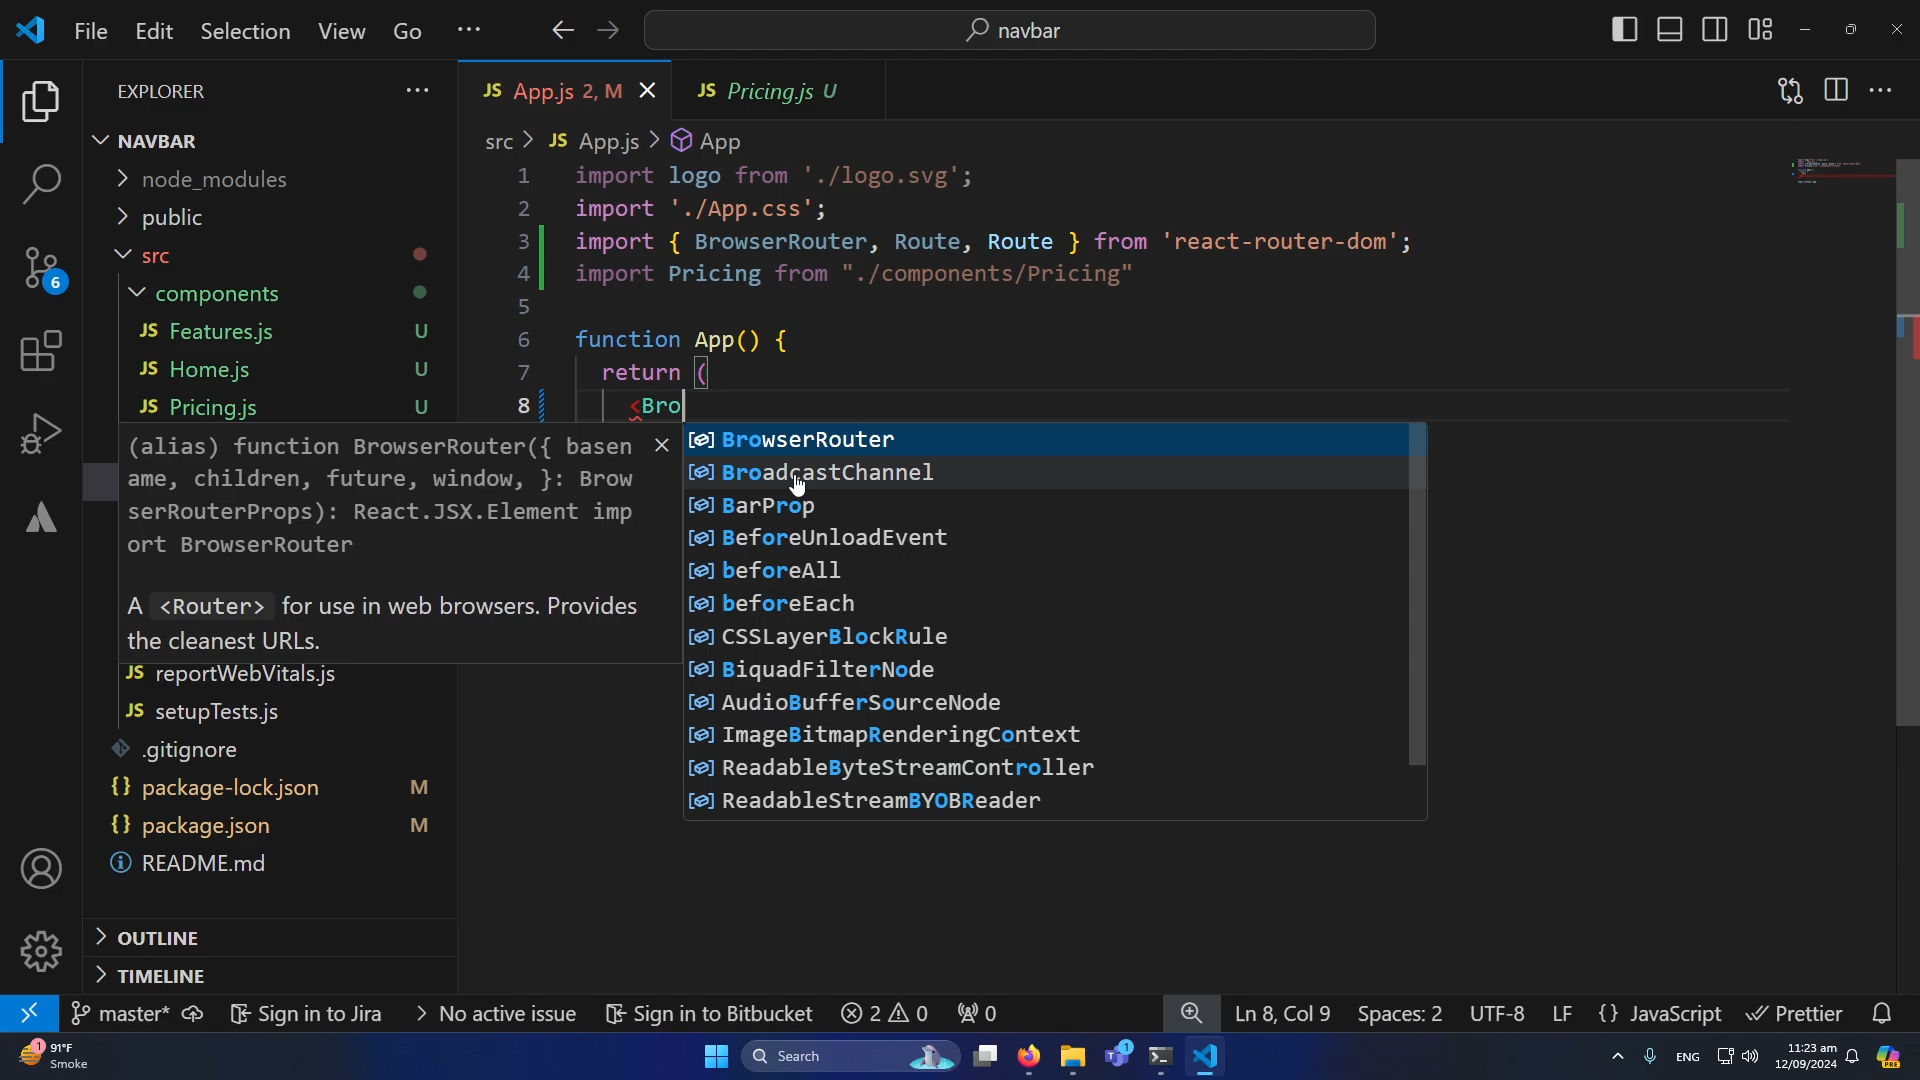 File Edit Selection View Go ···
navbar
EXPLORER ···
NAVBAR
node_modules
public
src
components
JS Features.js U
JS Home.js U
JS Pricing.js U
JS reportWebVitals.js
JS setupTests.js
.gitignore
{} package-lock.json M
{} package.json M
README.md
OUTLINE
TIMELINE
6
JS App.js 2, M
JS Pricing.js U
src > JS App.js > App
1 import logo from './logo.svg';
2 import './App.css';
3 import { BrowserRouter, Route, Route } from 'react-router-dom';
4 import Pricing from "./components/Pricing"
5
6 function App() {
7 return (
8 <Bro
(alias) function BrowserRouter({ basen
ame, children, future, window, }: Brow
serRouterProps): React.JSX.Element imp
ort BrowserRouter
A <Router> for use in web browsers. Provides
the cleanest URLs.
BrowserRouter
BroadcastChannel
BarProp
BeforeUnloadEvent
beforeAll
beforeEach
CSSLayerBlockRule
BiquadFilterNode
AudioBufferSourceNode
ImageBitmapRenderingContext
ReadableByteStreamController
ReadableStreamBYOBReader
master* Sign in to Jira > No active issue Sign in to Bitbucket 2 0 0 Ln 8, Col 9 Spaces: 2 UTF-8 LF {} JavaScript Prettier
1 91°F
Smoke
Search
1
ENG
11:23 am
12/09/2024
PRE